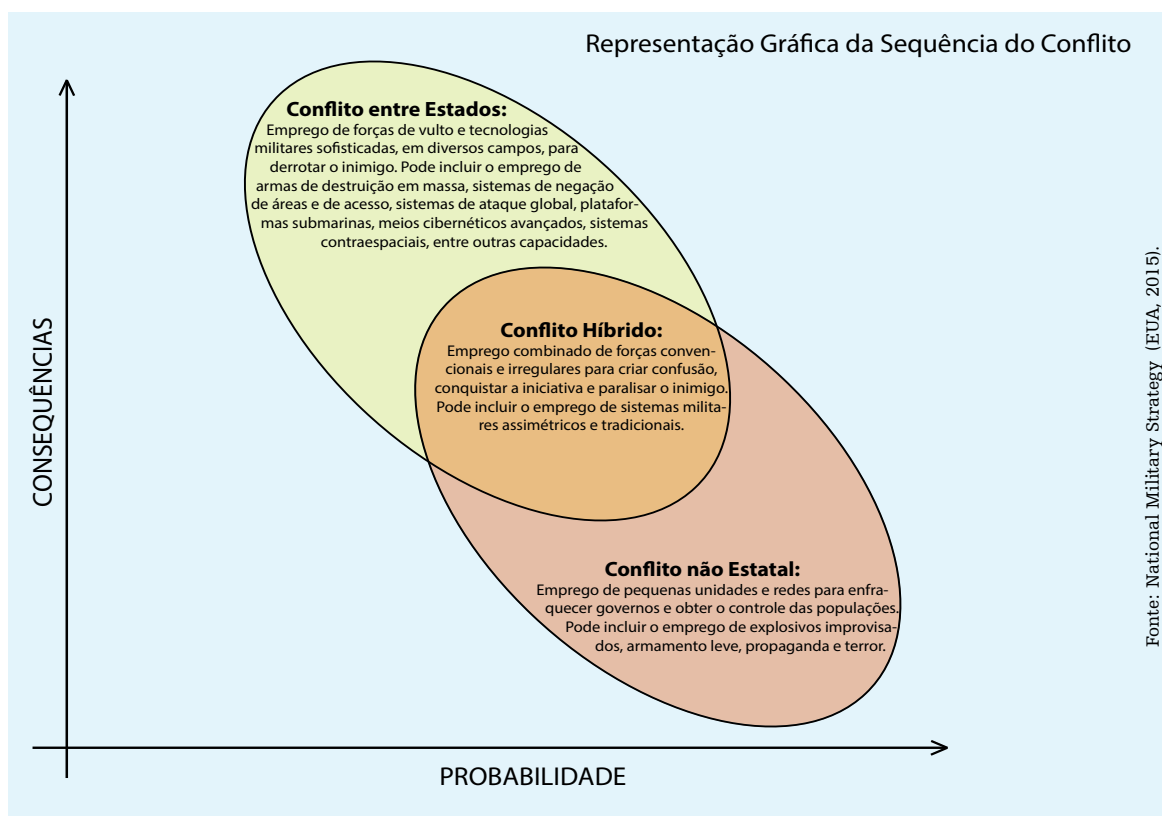 Representação Gráfica da Sequência do Conflito
Conflito entre Estados:
Emprego de forças de vulto e tecnologias
militares sofisticadas, em diversos campos, para
derrotar o inimigo. Pode incluir o emprego de
armas de destruição em massa, sistemas de negação
de áreas e de acesso, sistemas de ataque global, platafor-
mas submarinas, meios cibernéticos avançados, sistemas
contraespaciais, entre outras capacidades.
Conflito Híbrido:
Emprego combinado de forças conven-
cionais e irregulares para criar confusão,
conquistar a iniciativa e paralisar o inimigo.
Pode incluir o emprego de sistemas milita-
res assimétricos e tradicionais.
Conflito não Estatal:
Emprego de pequenas unidades e redes para enfra-
quecer governos e obter o controle das populações.
Pode incluir o emprego de explosivos improvisa-
dos, armamento leve, propaganda e terror.
CONSEQUÊNCIAS
PROBABILIDADE
Fonte: National Military Strategy (EUA, 2015).